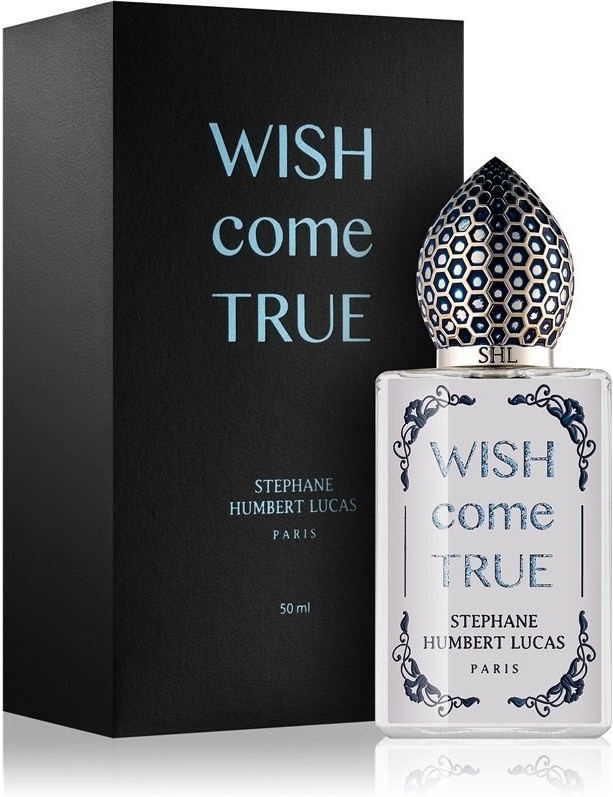 WISH
come
TRUE
STEPHANE
HUMBERT LUCAS
PARIS
50 ml
SHL
WISH
come
TRUE
STEPHANE
HUMBERT LUCAS
PARIS